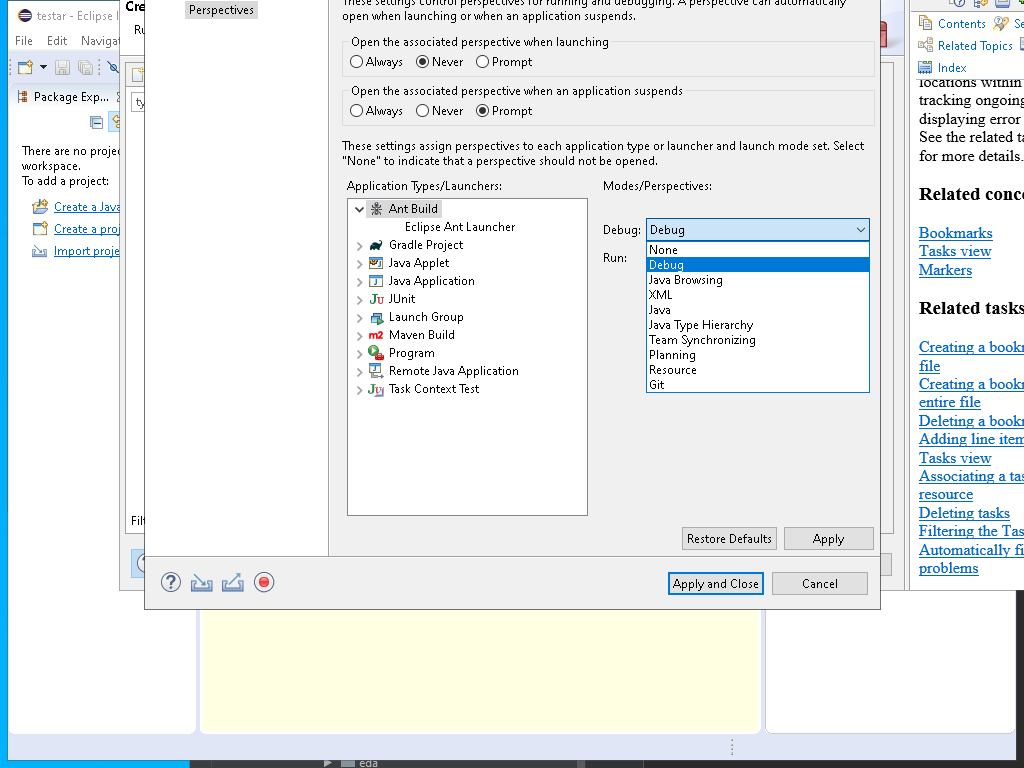 testar - Eclipse
File Edit Navigat
Package Exp...
There are no proje
workspace.
To add a project:
Create a Java
Create a proj
Import proje
Cre
Ru
ty
Filt
Perspectives
These settings control perspectives for running and debugging. A perspective can automatically
open when launching or when an application suspends.
Open the associated perspective when launching
Always Never Prompt
Open the associated perspective when an application suspends
Always Never Prompt
These settings assign perspectives to each application type or launcher and launch mode set. Select
"None" to indicate that a perspective should not be opened.
Application Types/Launchers:
Ant Build
Eclipse Ant Launcher
Gradle Project
Java Applet
Java Application
JUnit
Launch Group
Maven Build
Program
Remote Java Application
Task Context Test
Modes/Perspectives:
Debug: Debug
Run:
None
Debug
Java Browsing
XML
Java
Java Type Hierarchy
Team Synchronizing
Planning
Resource
Git
Restore Defaults Apply
Apply and Close Cancel
Contents Se
Related Topics
Index
locations within
tracking ongoing
displaying error
See the related ta
for more details.
Related conce
Bookmarks
Tasks view
Markers
Related tasks
Creating a bookm
file
Creating a bookm
entire file
Deleting a bookm
Adding line item
Tasks view
Associating a tas
resource
Deleting tasks
Filtering the Tas
Automatically fi
problems
eda